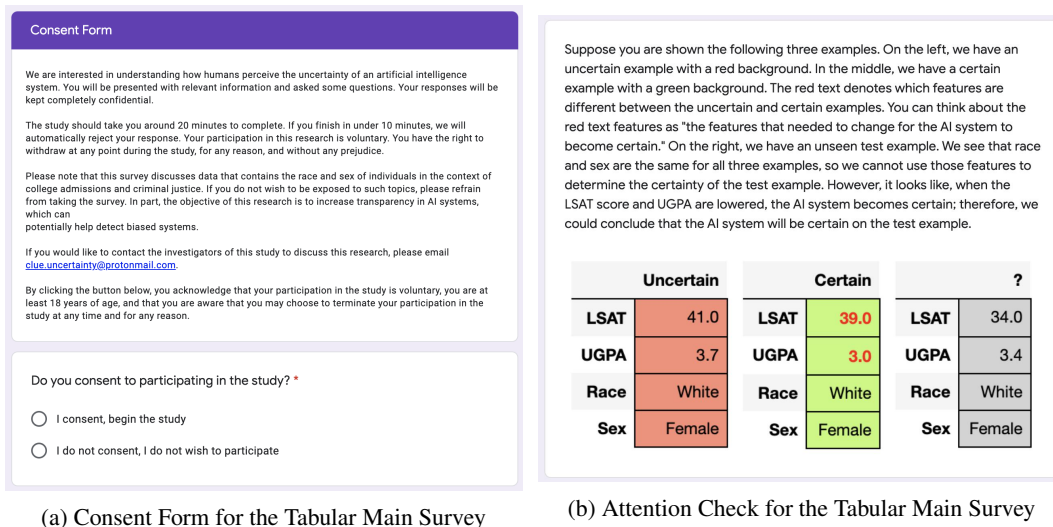 Consent Form
We are interested in understanding how humans perceive the uncertainty of an artificial intelligence
system. You will be presented with relevant information and asked some questions. Your responses will be
kept completely confidential.
The study should take you around 20 minutes to complete. If you finish in under 10 minutes, we will
automatically reject your response. Your participation in this research is voluntary. You have the right to
withdraw at any point during the study, for any reason, and without any prejudice.
Please note that this survey discusses data that contains the race and sex of individuals in the context of
college admissions and criminal justice. If you do not wish to be exposed to such topics, please refrain
from taking the survey. In part, the objective of this research is to increase transparency in AI systems,
which can
potentially help detect biased systems.
If you would like to contact the investigators of this study to discuss this research, please email
clue.uncertainty@protonmail.com.
By clicking the button below, you acknowledge that your participation in the study is voluntary, you are at
least 18 years of age, and that you are aware that you may choose to terminate your participation in the
study at any time and for any reason.
Do you consent to participating in the study? *
I consent, begin the study
I do not consent, I do not wish to participate
(a) Consent Form for the Tabular Main Survey
Suppose you are shown the following three examples. On the left, we have an
uncertain example with a red background. In the middle, we have a certain
example with a green background. The red text denotes which features are
different between the uncertain and certain examples. You can think about the
red text features as "the features that needed to change for the AI system to
become certain." On the right, we have an unseen test example. We see that race
and sex are the same for all three examples, so we cannot use those features to
determine the certainty of the test example. However, it looks like, when the
LSAT score and UGPA are lowered, the AI system becomes certain; therefore, we
could conclude that the AI system will be certain on the test example.
Uncertain Certain ?
LSAT 41.0 LSAT 39.0 LSAT 34.0
UGPA 3.7 UGPA 3.0 UGPA 3.4
Race White Race White Race White
Sex Female Sex Female Sex Female
(b) Attention Check for the Tabular Main Survey